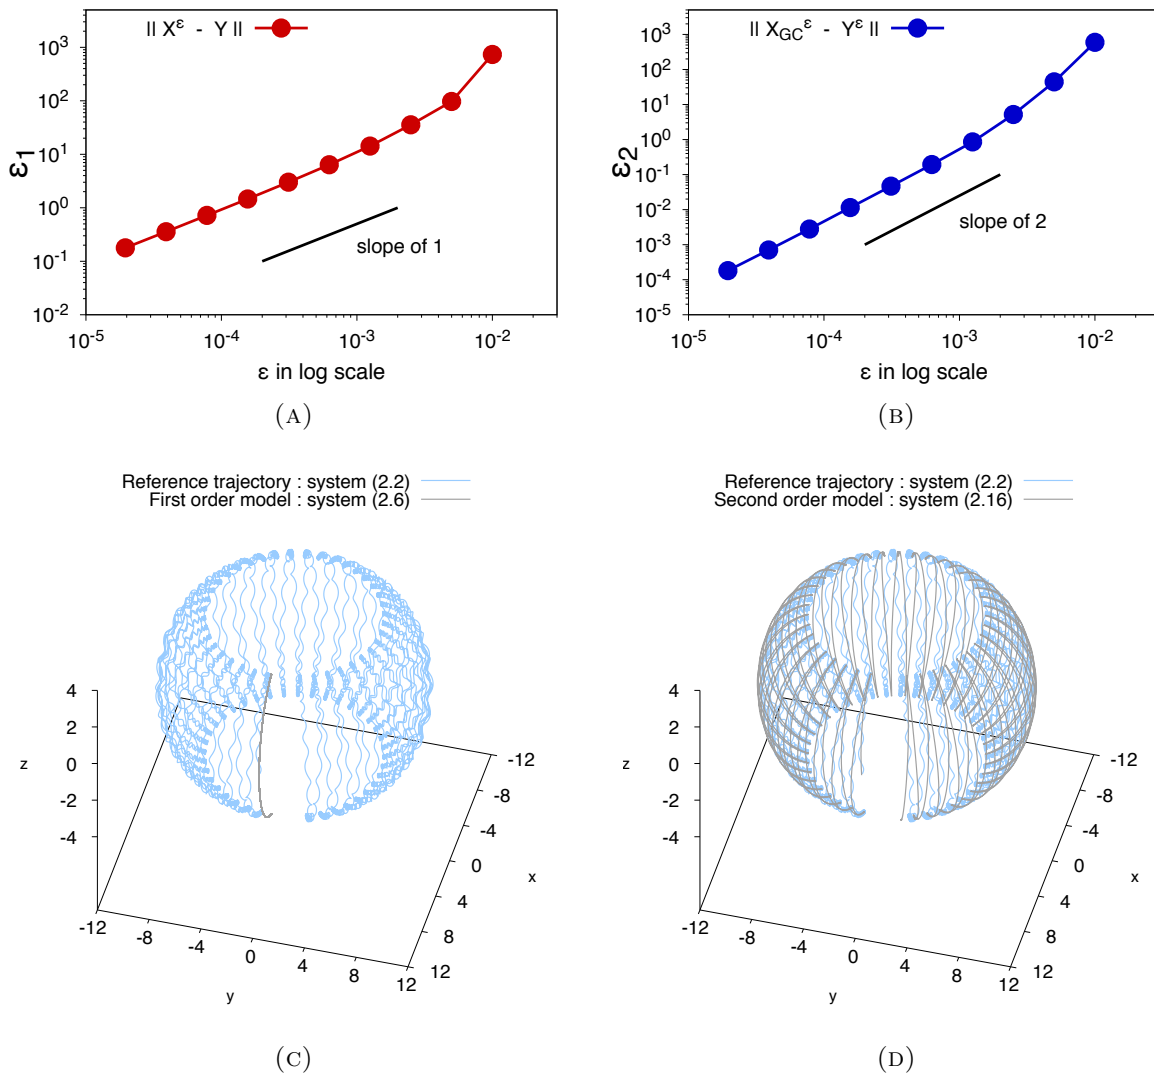 || X^ε - Y ||
10^3
10^2
10^1
10^0
10^-1
10^-2
ε1
slope of 1
10^-5 10^-4 10^-3 10^-2
ε in log scale
(A)
|| X_GC^ε - Y^ε ||
10^3
10^2
10^1
10^0
10^-1
10^-2
10^-3
10^-4
10^-5
ε2
slope of 2
10^-5 10^-4 10^-3 10^-2
ε in log scale
(B)
Reference trajectory : system (2.2)
First order model : system (2.6)
4
2
0
-2
-4
z
-12
-8
-4
0
4
8
12
x
-12 -8 -4 0 4 8 12
y
(C)
Reference trajectory : system (2.2)
Second order model : system (2.16)
4
2
0
-2
-4
z
-12
-8
-4
0
4
8
12
x
-12 -8 -4 0 4 8 12
y
(D)